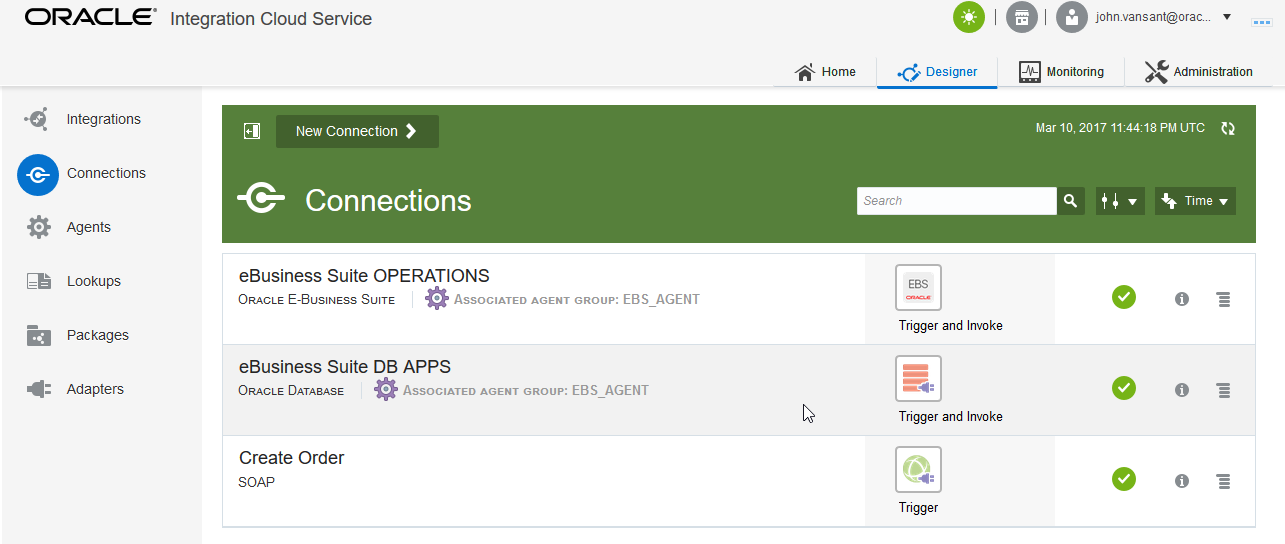 ORACLE® Integration Cloud Service
john.vansant@orac...
Home
Designer
Monitoring
Administration
Integrations
Connections
Agents
Lookups
Packages
Adapters
New Connection
Mar 10, 2017 11:44:18 PM UTC
Connections
Search
Time
eBusiness Suite OPERATIONS
Oracle E-Business Suite
Associated agent group: EBS_AGENT
EBS
ORACLE
Trigger and Invoke
eBusiness Suite DB APPS
Oracle Database
Associated agent group: EBS_AGENT
Trigger and Invoke
Create Order
SOAP
Trigger